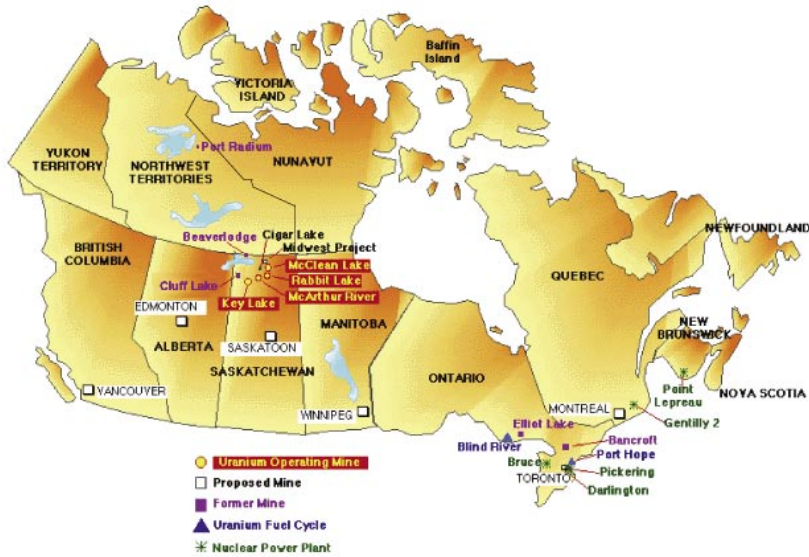 Baffin
Island
VICTORIA
ISLAND
YUKON
TERRITORY
Port Radium
NORTHWEST
TERRITORIES
NUNAVUT
NEWFOUNDLAND
BRITISH
COLUMBIA
Beaverlodge
Cigar Lake
Midwest Project
McClean Lake
Cluff Lake
Rabbit Lake
Key Lake
McArthur River
QUEBEC
EDMONTON
MANITOBA
NEW
BRUNSWICK
ALBERTA
SASKATOON
SASKATCHEWAN
ONTARIO
Point
Lepreau
NOVA SCOTIA
VANCOUVER
WINNIPEG
MONTREAL
Gentilly 2
Elliot Lake
Blind River
Bancroft
Port Hope
Bruce
Pickering
TORONTO
Darlington
Uranium Operating Mine
Proposed Mine
Former Mine
Uranium Fuel Cycle
Nuclear Power Plant